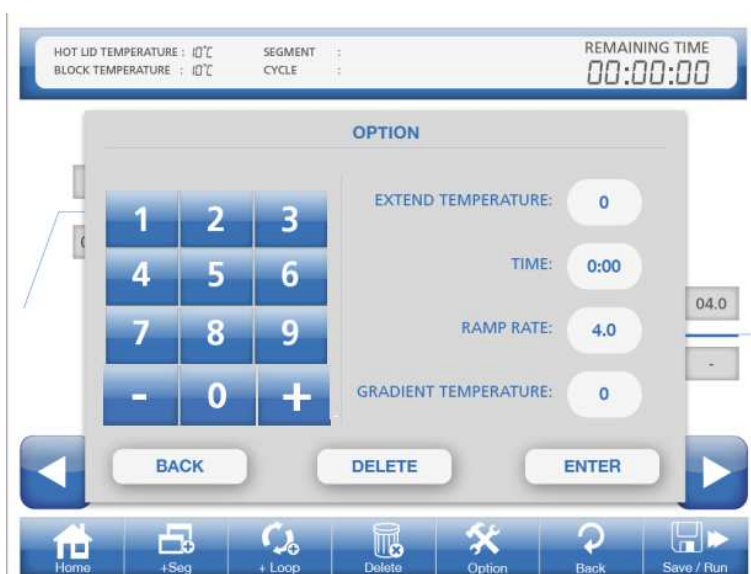 HOT LID TEMPERATURE : 10°C SEGMENT :
REMAINING TIME
BLOCK TEMPERATURE : 10°C CYCLE :
00:00:00
OPTION
1 2 3
EXTEND TEMPERATURE: 0
4 5 6
TIME: 0:00
7 8 9
RAMP RATE: 4.0
- 0 +
GRADIENT TEMPERATURE: 0
04.0
-
BACK DELETE ENTER
Home +Seg + Loop Delete Option Back Save / Run